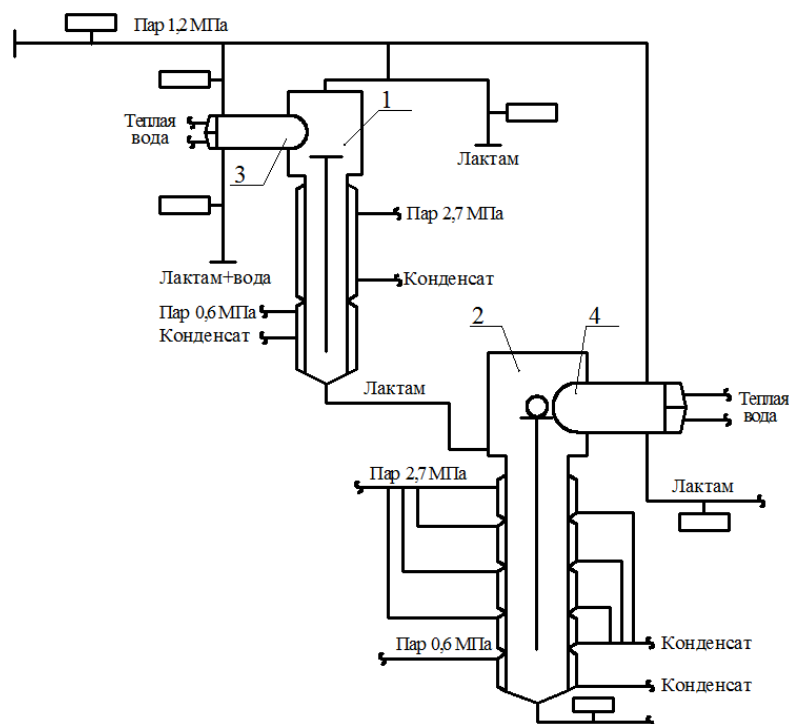 Пар 1,2 МПа
1
Теплая
вода
3
Лактам
Пар 2,7 МПа
Лактам+вода
Конденсат
Пар 0,6 МПа
Конденсат
2
4
Лактам
Теплая
вода
Пар 2,7 МПа
Лактам
Пар 0,6 МПа
Конденсат
Конденсат